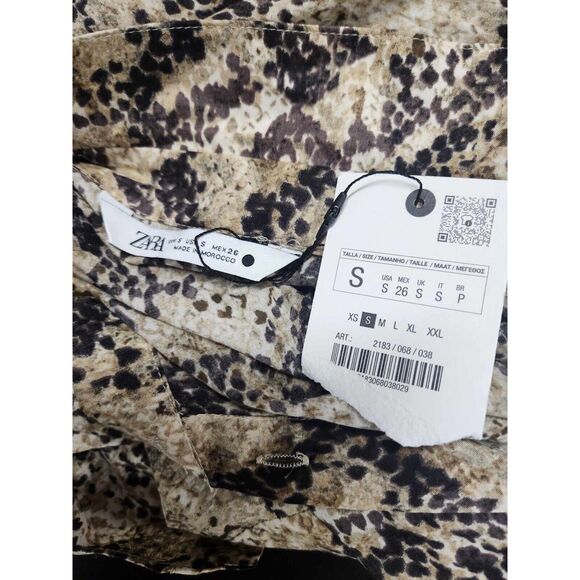 ZARA
EUR S USA S MEX 26
MADE IN MOROCCO
TALLA / SIZE / TAMANHO / TAILLE / MAAT / ΜΕΓΕΘΟΣ
S
USA MEX UK IT BR
S 26 S S P
XS S M L XL XXL
ART.: 2183 / 068 / 038
183068038029